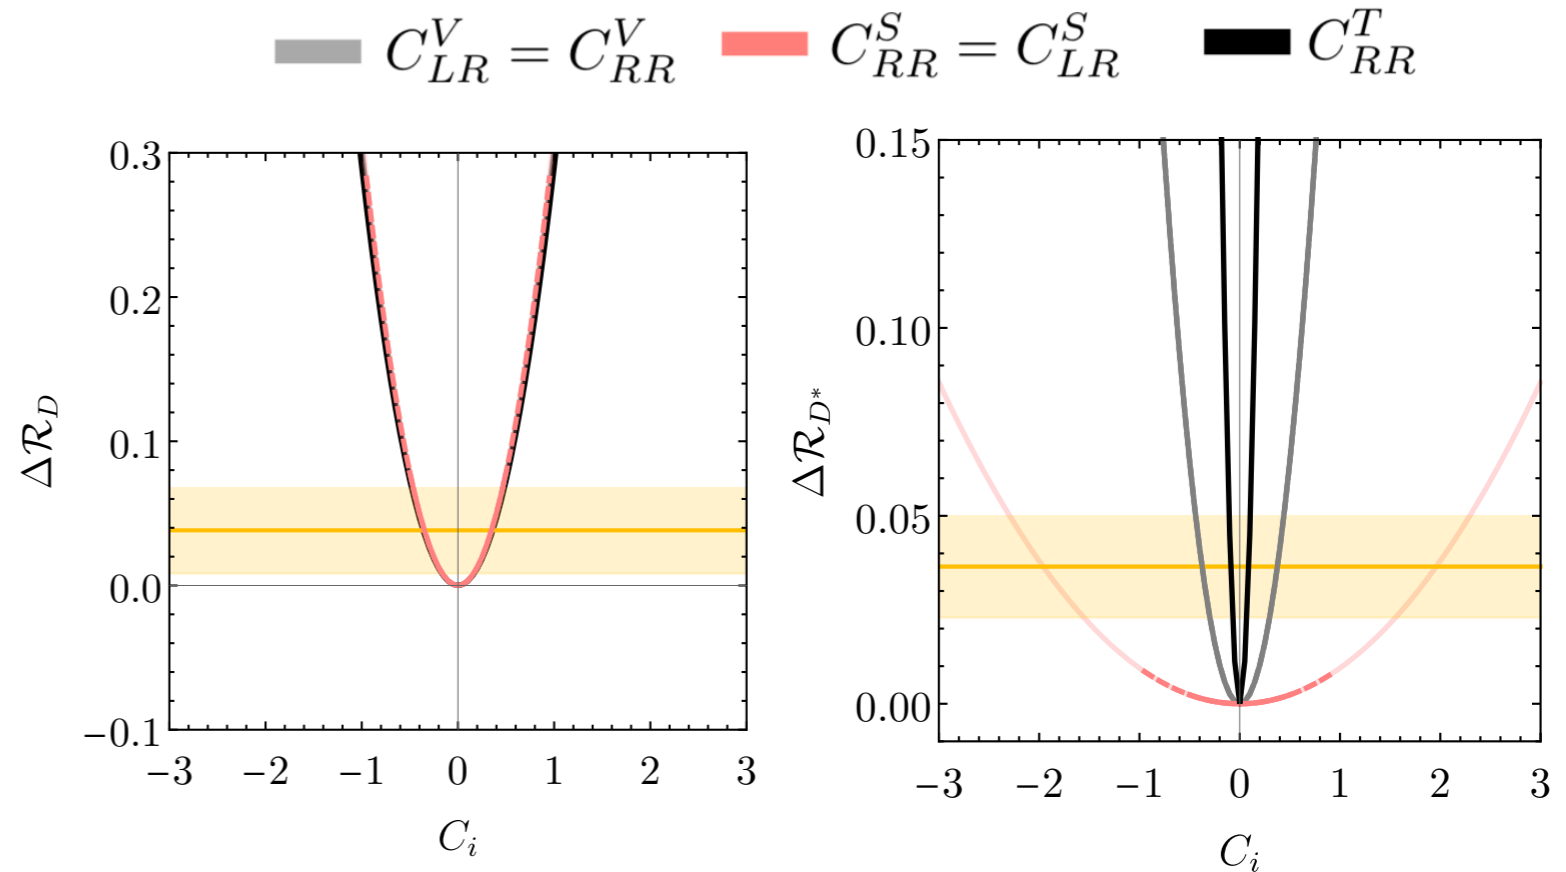 C^V_{LR} = C^V_{RR} C^S_{RR} = C^S_{LR} C^T_{RR}
0.3
0.2
0.1
0.0
−0.1
−3 −2 −1 0 1 2 3
C_i
Δℛ_D
0.15
0.10
0.05
0.00
−3 −2 −1 0 1 2 3
C_i
Δℛ_{D*}